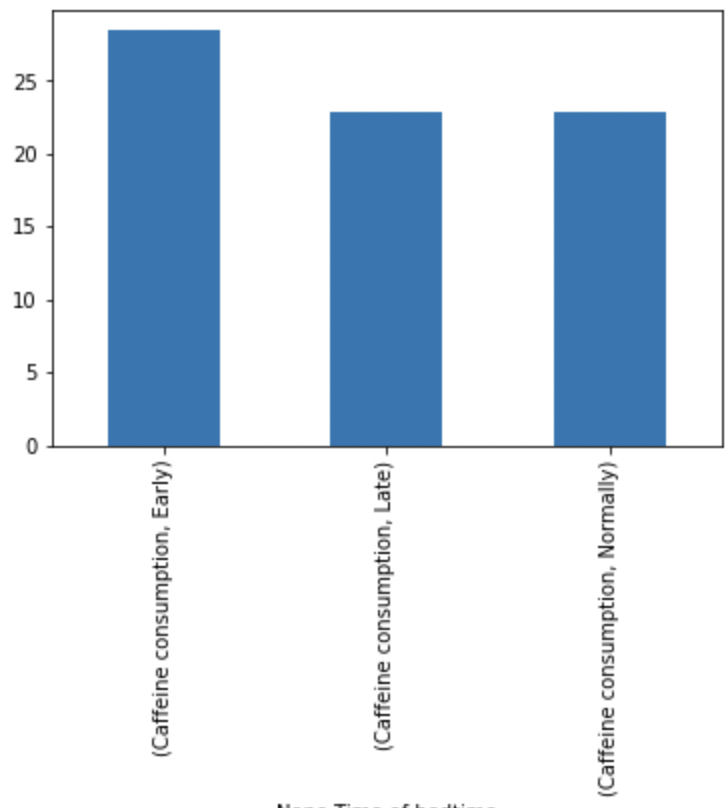 25
20
15
10
5
0
(Caffeine consumption, Early)
(Caffeine consumption, Late)
(Caffeine consumption, Normally)
None,Time of bedtime